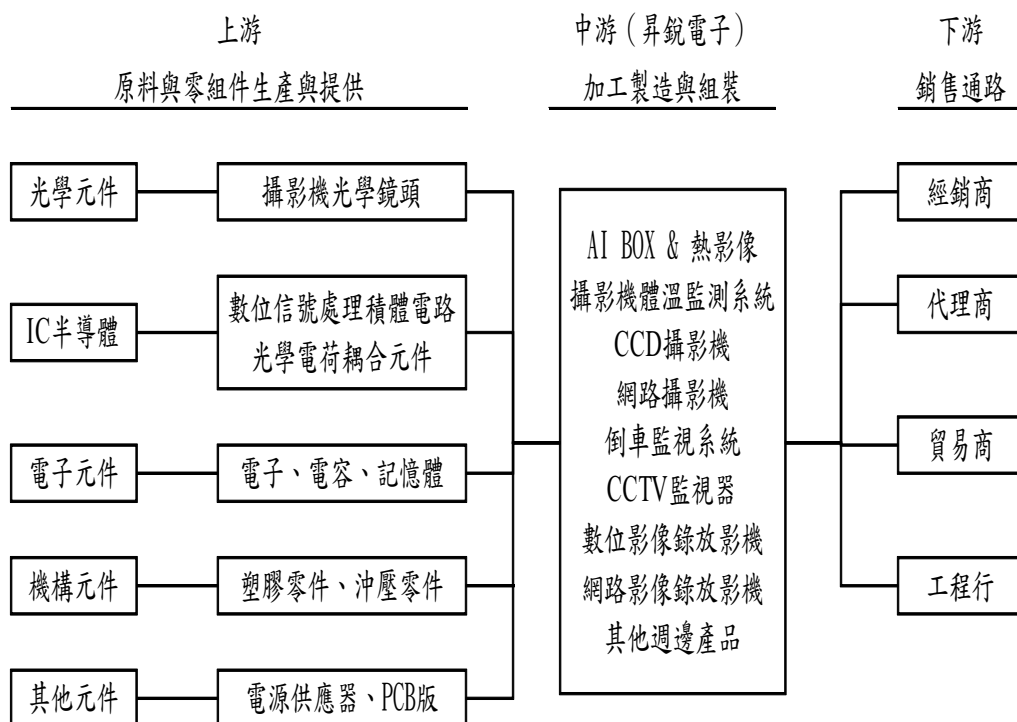 上游
原料與零組件生產與提供
中游（昇銳電子）
加工製造與組裝
下游
銷售通路
光學元件
攝影機光學鏡頭
IC半導體
數位信號處理積體電路
光學電荷耦合元件
電子元件
電子、電容、記憶體
機構元件
塑膠零件、沖壓零件
其他元件
電源供應器、PCB版
AI BOX & 熱影像
攝影機體溫監測系統
CCD攝影機
網路攝影機
倒車監視系統
CCTV監視器
數位影像錄放影機
網路影像錄放影機
其他週邊產品
經銷商
代理商
貿易商
工程行